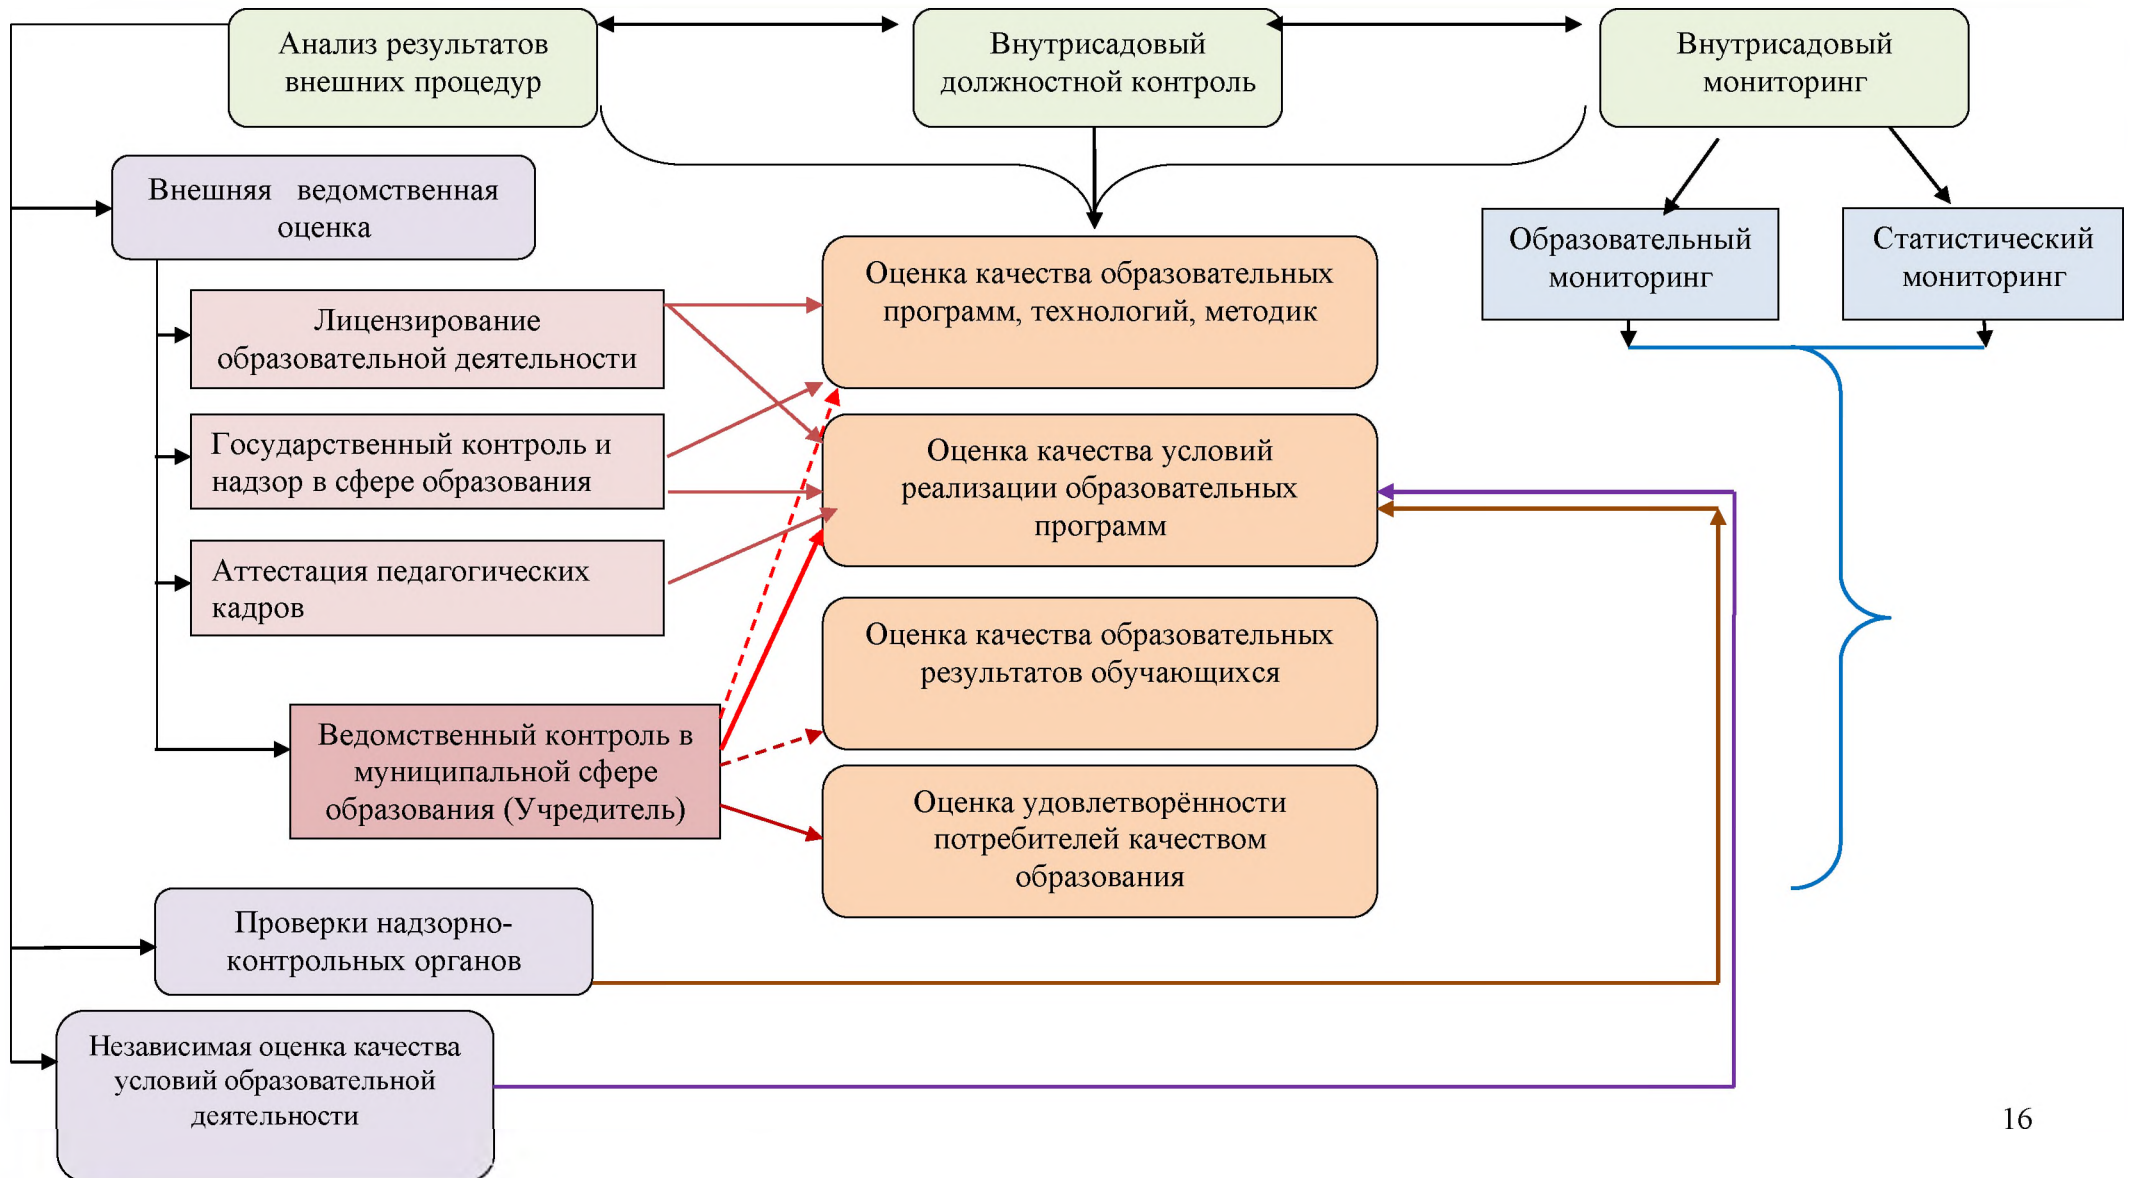 Анализ результатов
внешних процедур
Внутрисадовый
должностной контроль
Внутрисадовый
мониторинг
Внешняя ведомственная
оценка
Образовательный
мониторинг
Статистический
мониторинг
Лицензирование
образовательной деятельности
Государственный контроль и
надзор в сфере образования
Аттестация педагогических
кадров
Ведомственный контроль в
муниципальной сфере
образования (Учредитель)
Оценка качества образовательных
программ, технологий, методик
Оценка качества условий
реализации образовательных
программ
Оценка качества образовательных
результатов обучающихся
Оценка удовлетворённости
потребителей качеством
образования
Проверки надзорно-
контрольных органов
Независимая оценка качества
условий образовательной
деятельности
16